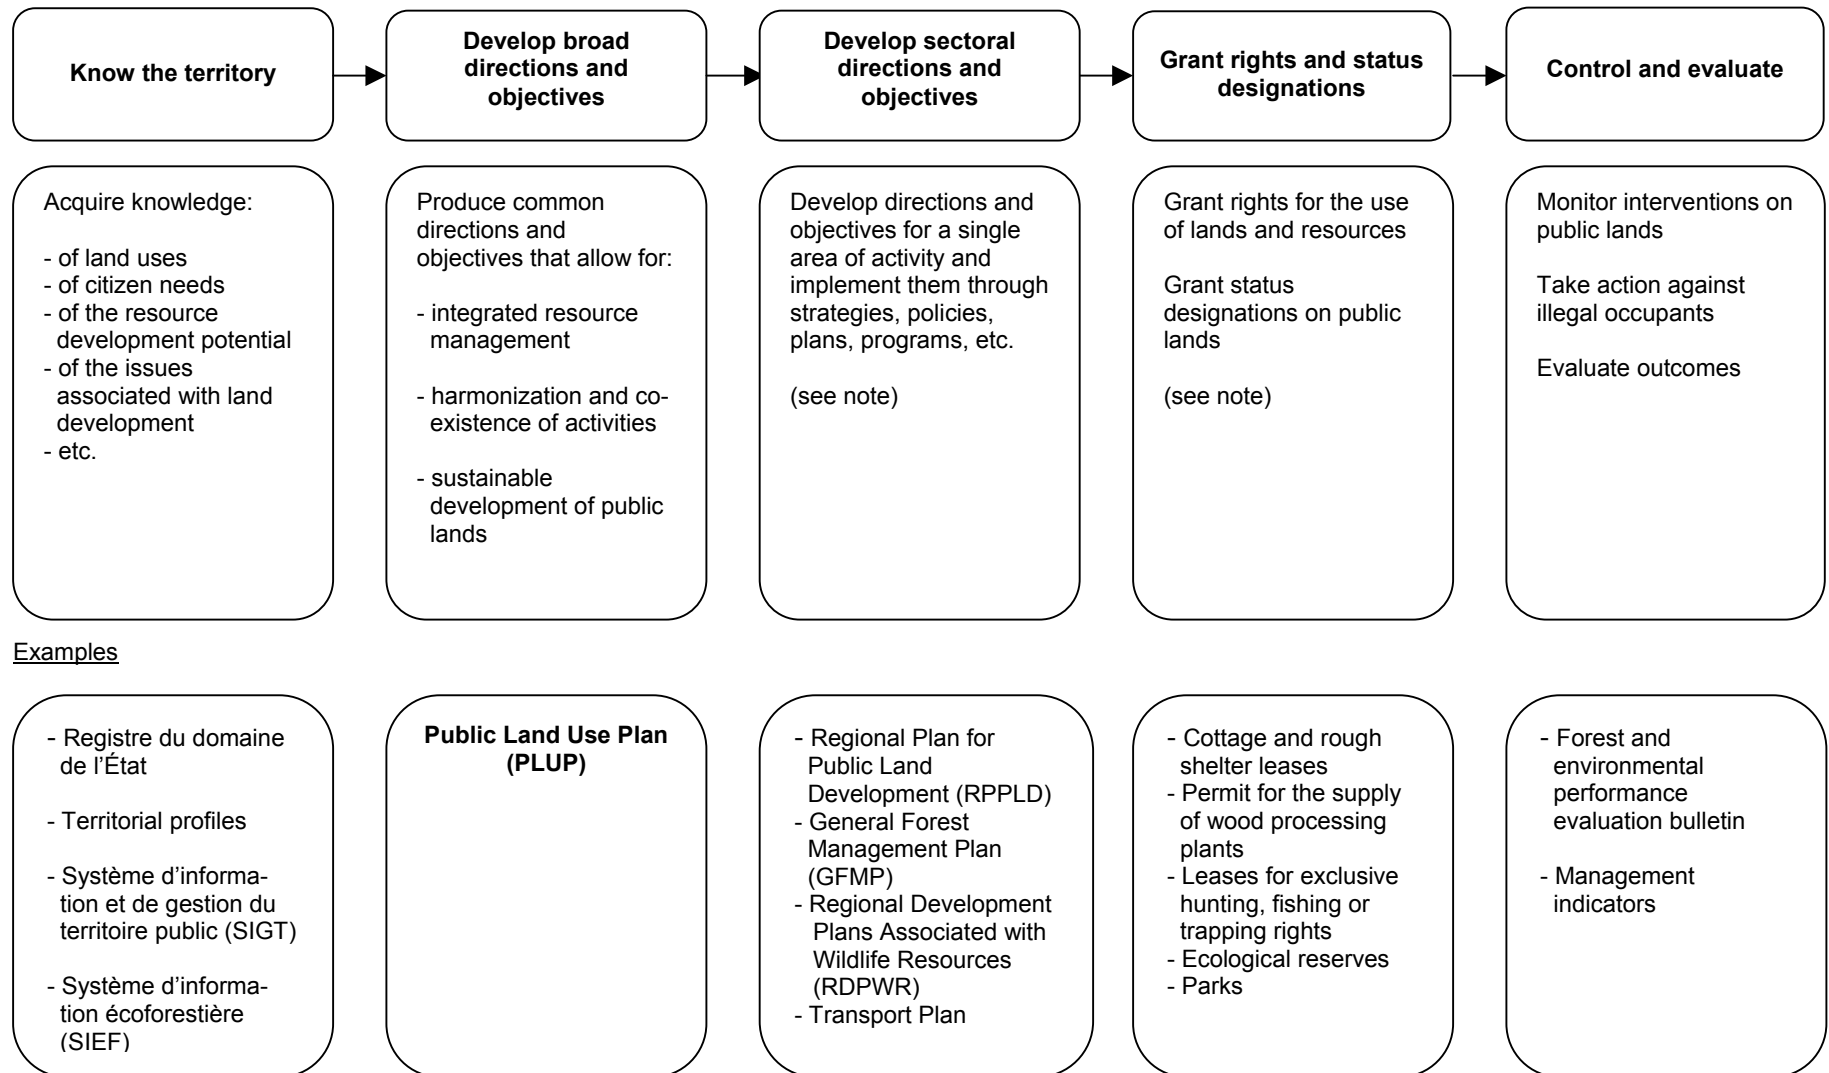 Know the territory
Develop broad
directions and
objectives
Develop sectoral
directions and
objectives
Grant rights and status
designations
Control and evaluate
Acquire knowledge:
- of land uses
- of citizen needs
- of the resource
development potential
- of the issues
associated with land
development
- etc.
Produce common
directions and
objectives that allow for:
- integrated resource
management
- harmonization and co-
existence of activities
- sustainable
development of public
lands
Develop directions and
objectives for a single
area of activity and
implement them through
strategies, policies,
plans, programs, etc.
(see note)
Grant rights for the use
of lands and resources
Grant status
designations on public
lands
(see note)
Monitor interventions on
public lands
Take action against
illegal occupants
Evaluate outcomes
Examples
- Registre du domaine
de l’État
- Territorial profiles
- Système d’informa-
tion et de gestion du
territoire public (SIGT)
- Système d’informa-
tion écoforestière
(SIEF)
Public Land Use Plan
(PLUP)
- Regional Plan for
Public Land
Development (RPPLD)
- General Forest
Management Plan
(GFMP)
- Regional Development
Plans Associated with
Wildlife Resources
(RDPWR)
- Transport Plan
- Cottage and rough
shelter leases
- Permit for the supply
of wood processing
plants
- Leases for exclusive
hunting, fishing or
trapping rights
- Ecological reserves
- Parks
- Forest and
environmental
performance
evaluation bulletin
- Management
indicators